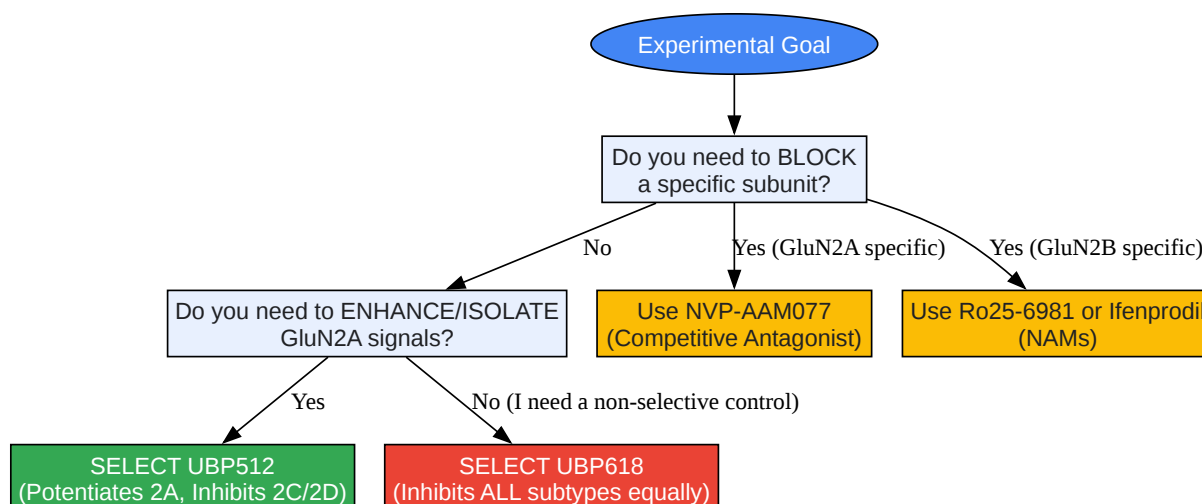 Experimental Goal
Do you need to BLOCK
a specific subunit?
No
Yes (GluN2A specific)
Yes (GluN2B specific)
Do you need to ENHANCE/ISOLATE
GluN2A signals?
Use NVP-AAM077
(Competitive Antagonist)
Use Ro25-6981 or Ifenprodil
(NAMs)
Yes
No (I need a non-selective control)
SELECT UBP512
(Potentiates 2A, Inhibits 2C/2D)
SELECT UBP618
(Inhibits ALL subtypes equally)